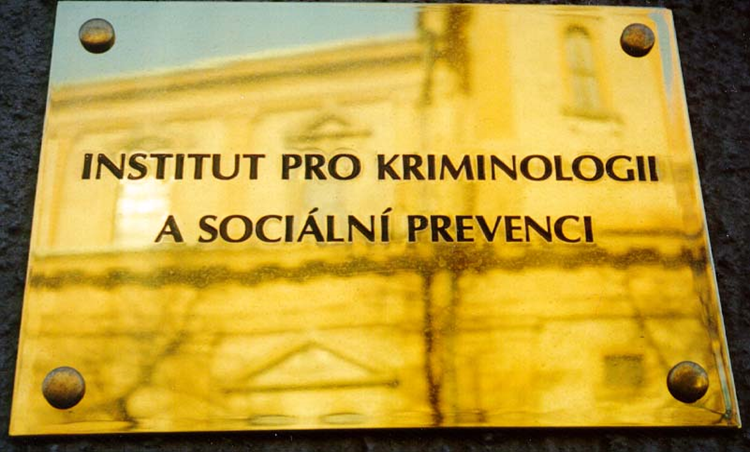 INSTITUT PRO KRIMINOLOGII
A SOCIÁLNÍ PREVENCI